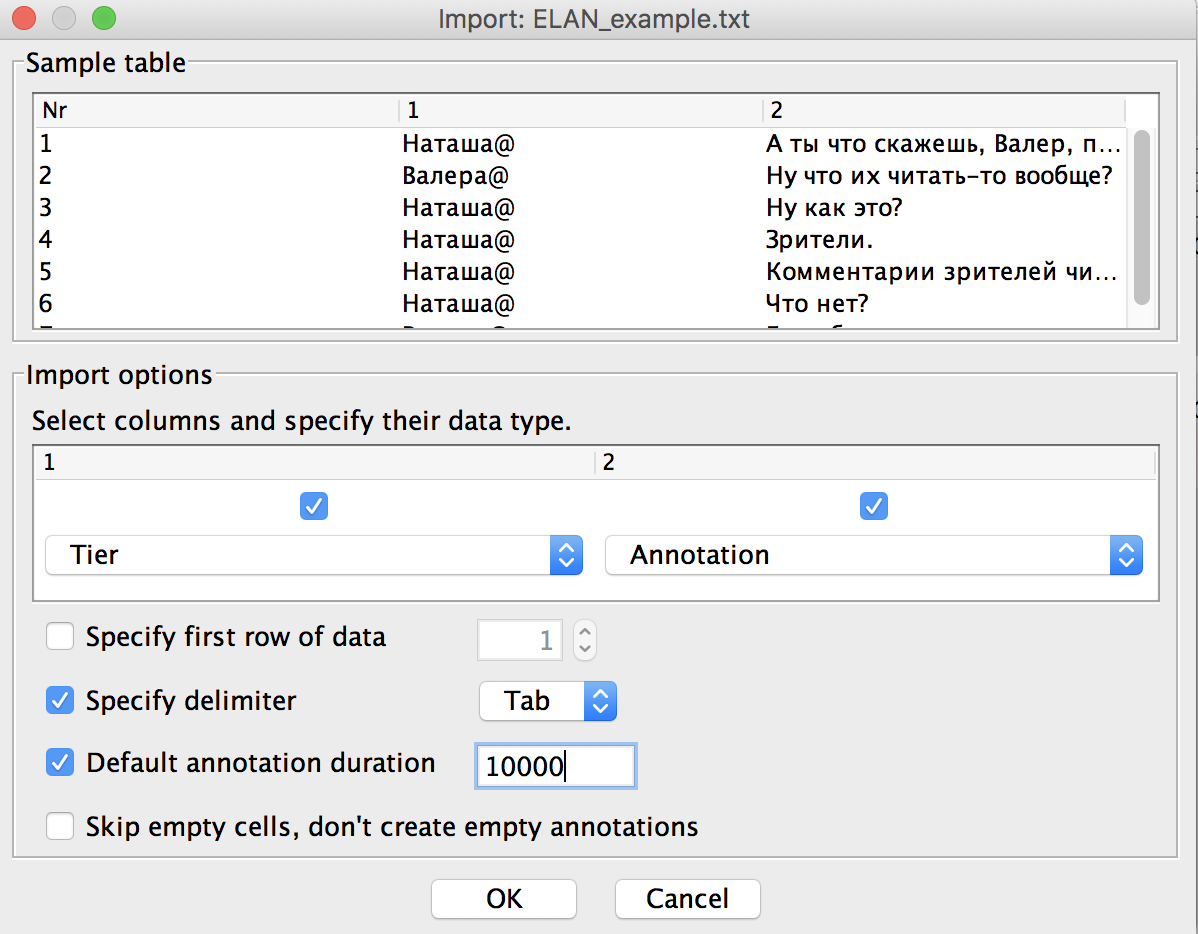 Import: ELAN_example.txt
Sample table
Nr 1 2
1 Наташа@ А ты что скажешь, Валер, п...
2 Валера@ Ну что их читать-то вообще?
3 Наташа@ Ну как это?
4 Наташа@ Зрители.
5 Наташа@ Комментарии зрителей чи...
6 Наташа@ Что нет?
Import options
Select columns and specify their data type.
1 2
Tier Annotation
Specify first row of data 1
Specify delimiter Tab
Default annotation duration 10000
Skip empty cells, don't create empty annotations
OK Cancel